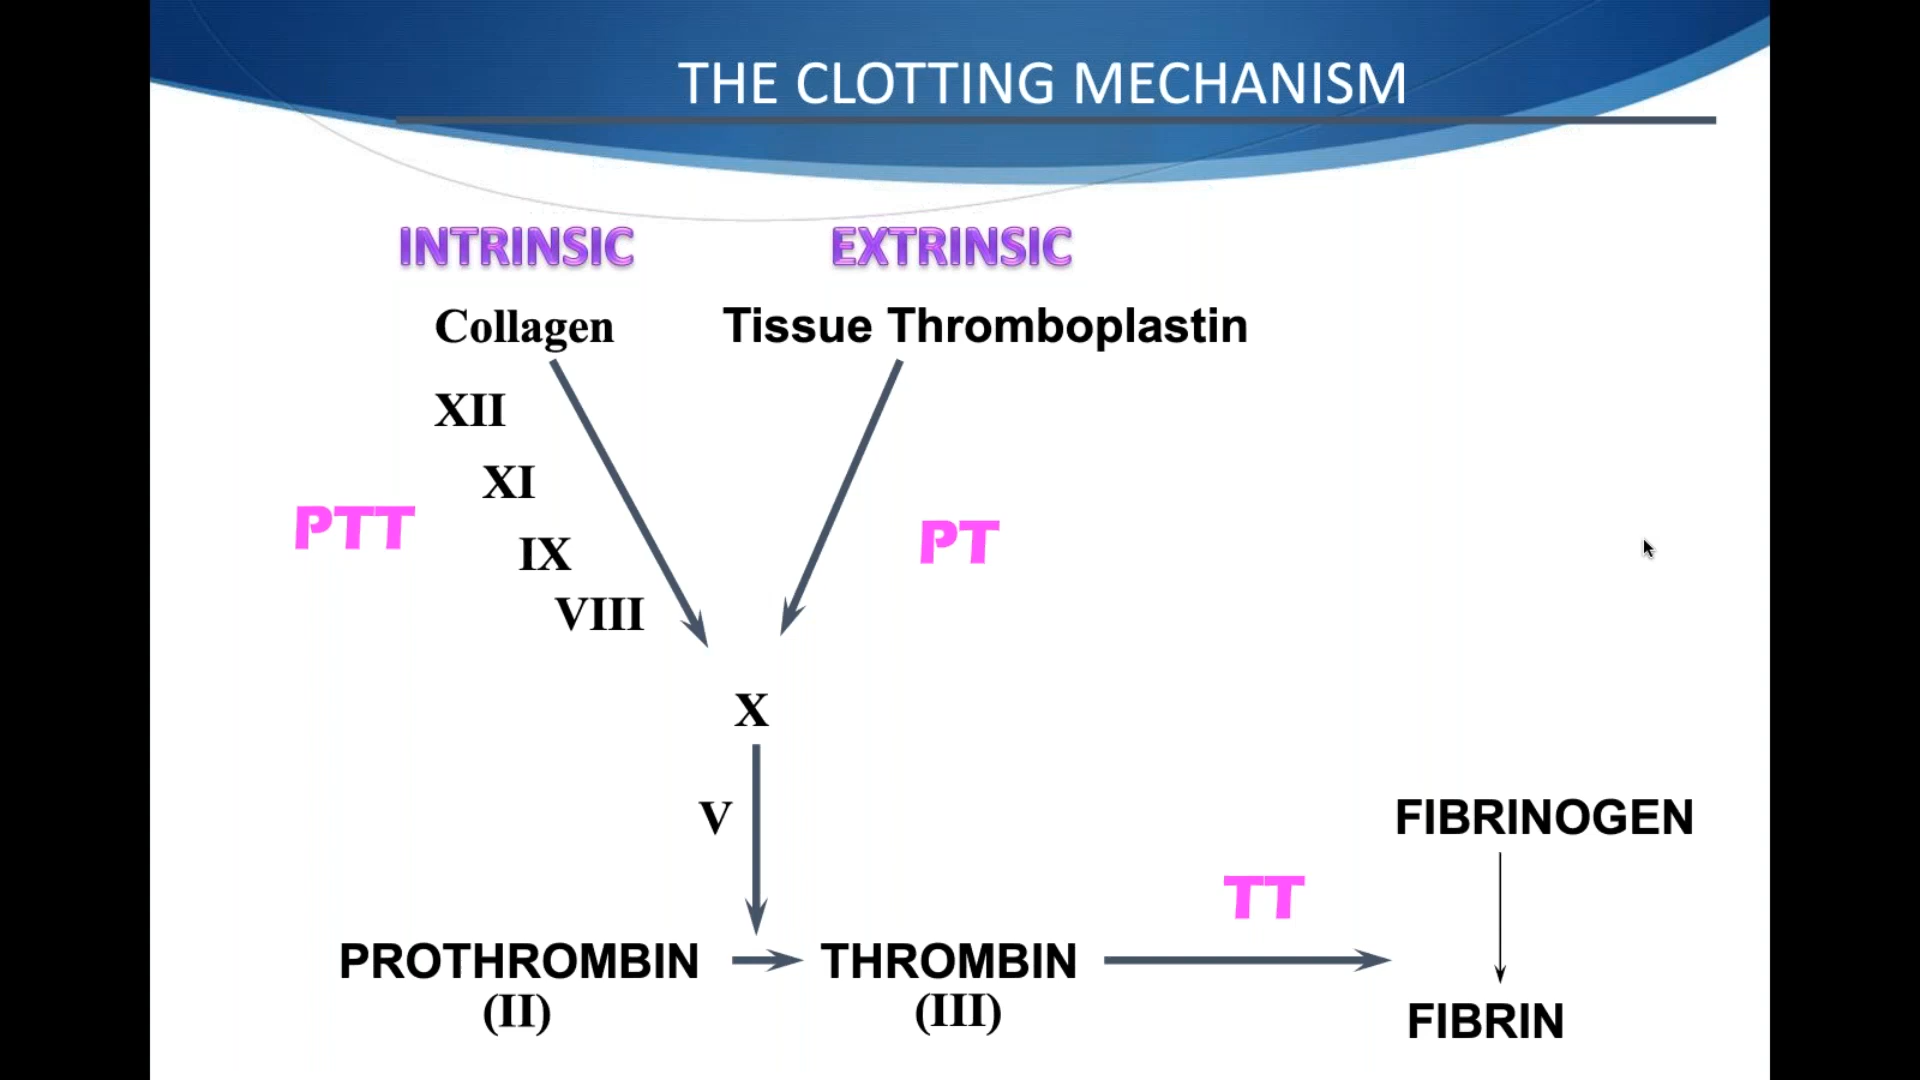 THE CLOTTING MECHANISM
INTRINSIC
EXTRINSIC
Collagen
Tissue Thromboplastin
XII
XI
PTT
PT
IX
VIII
X
V
FIBRINOGEN
TT
PROTHROMBIN
(II)
THROMBIN
(III)
FIBRIN